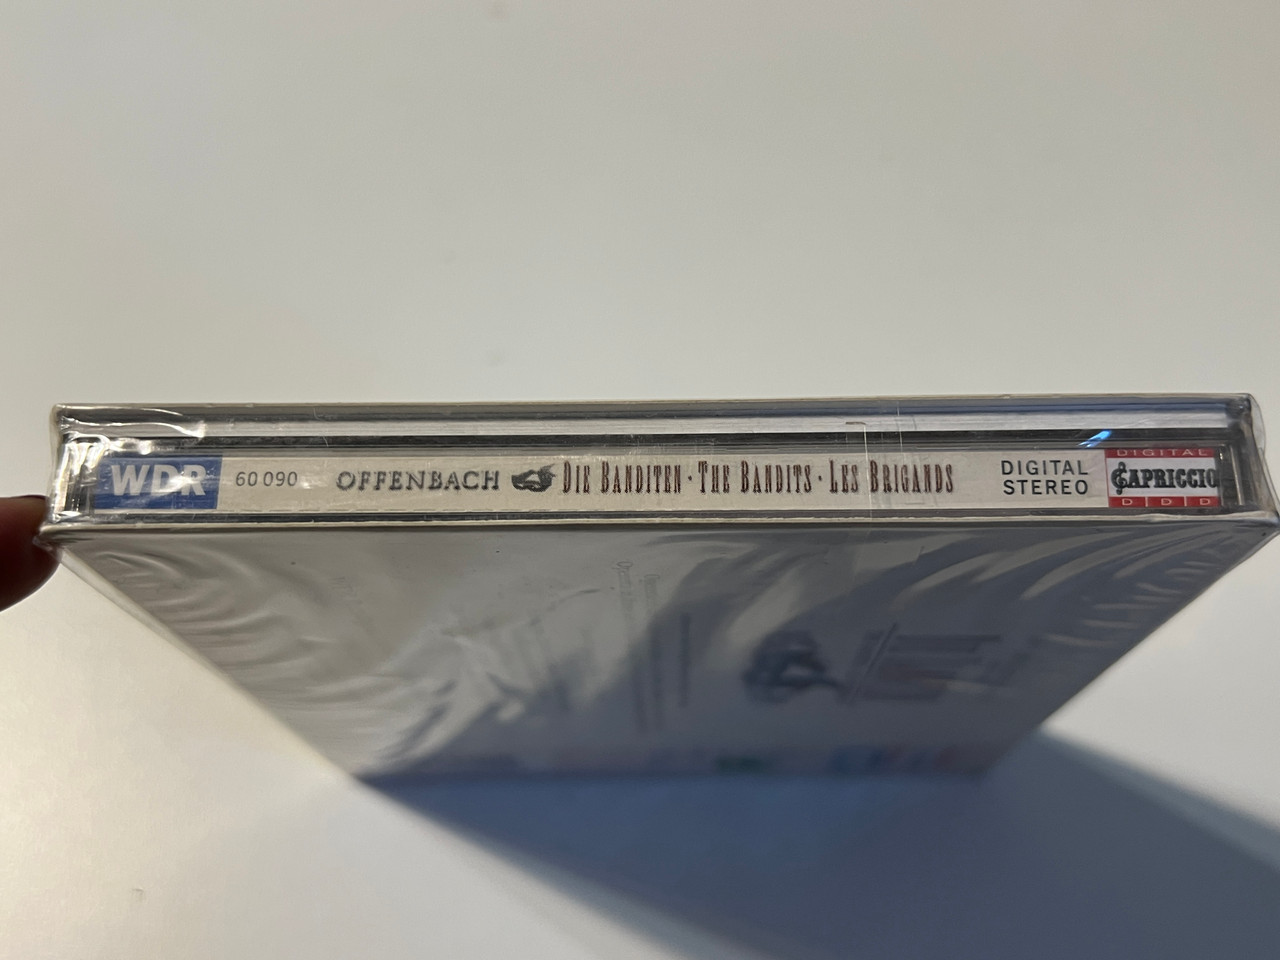 WDR 60 090 OFFENBACH DIE BANDITEN · THE BANDITS · LES BRIGANDS
DIGITAL
STEREO
DIGITAL
CAPRICCIO
D D D